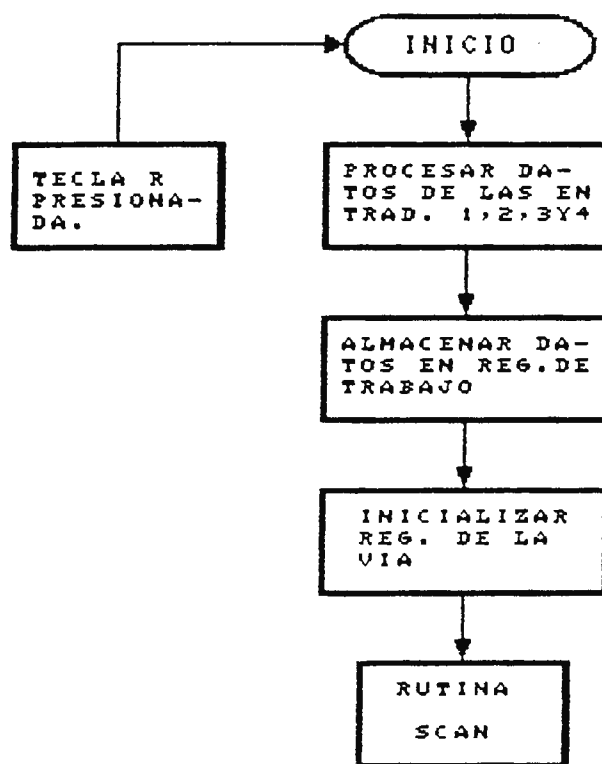 INICIO
TECLA R
PRESIONA-
DA.
PROCESAR DA-
TOS DE LAS EN
TRAD. 1,2,3Y4
ALMACENAR DA-
TOS EN REG.DE
TRABAJO
INICIALIZAR
REG. DE LA
VIA
RUTINA
SCAN